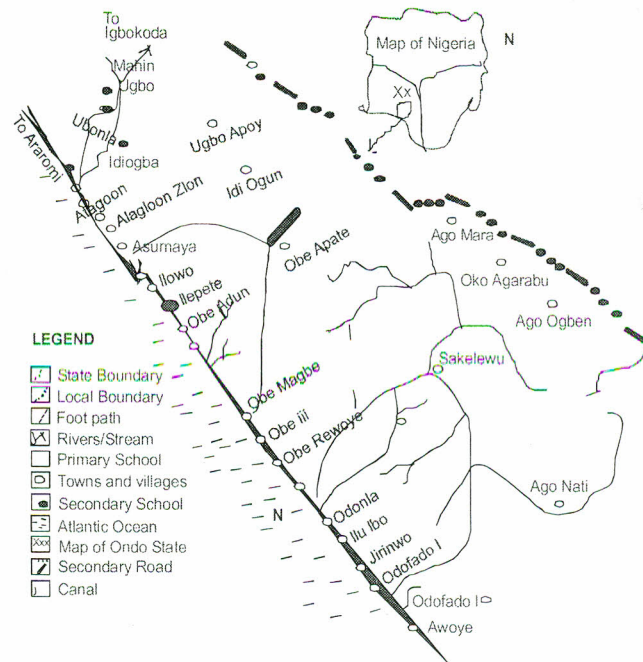 To
Igbokoda
Mahin
Ugbo
Ubonla
To Araromi
Idiogba
Ugbo Apoy
Idi Ogun
Alagoon
Alagloon Zlon
Asumaya
Ilowo
Ilepete
Obe Adun
Obe Apate
Map of Nigeria
N
Xx
Ago Mara
Oko Agarabu
Ago Ogben
Sakelewu
Obe Magbe
Obe iii
Obe Rewoye
Ago Nati
N
Odonla
Ilu Ibo
Jirinwo
Odofado I
Odofado I
Awoye
LEGEND
State Boundary
Local Boundary
Foot path
Rivers/Stream
Primary School
Towns and villages
Secondary School
Atlantic Ocean
Xxx
Map of Ondo State
Secondary Road
Canal